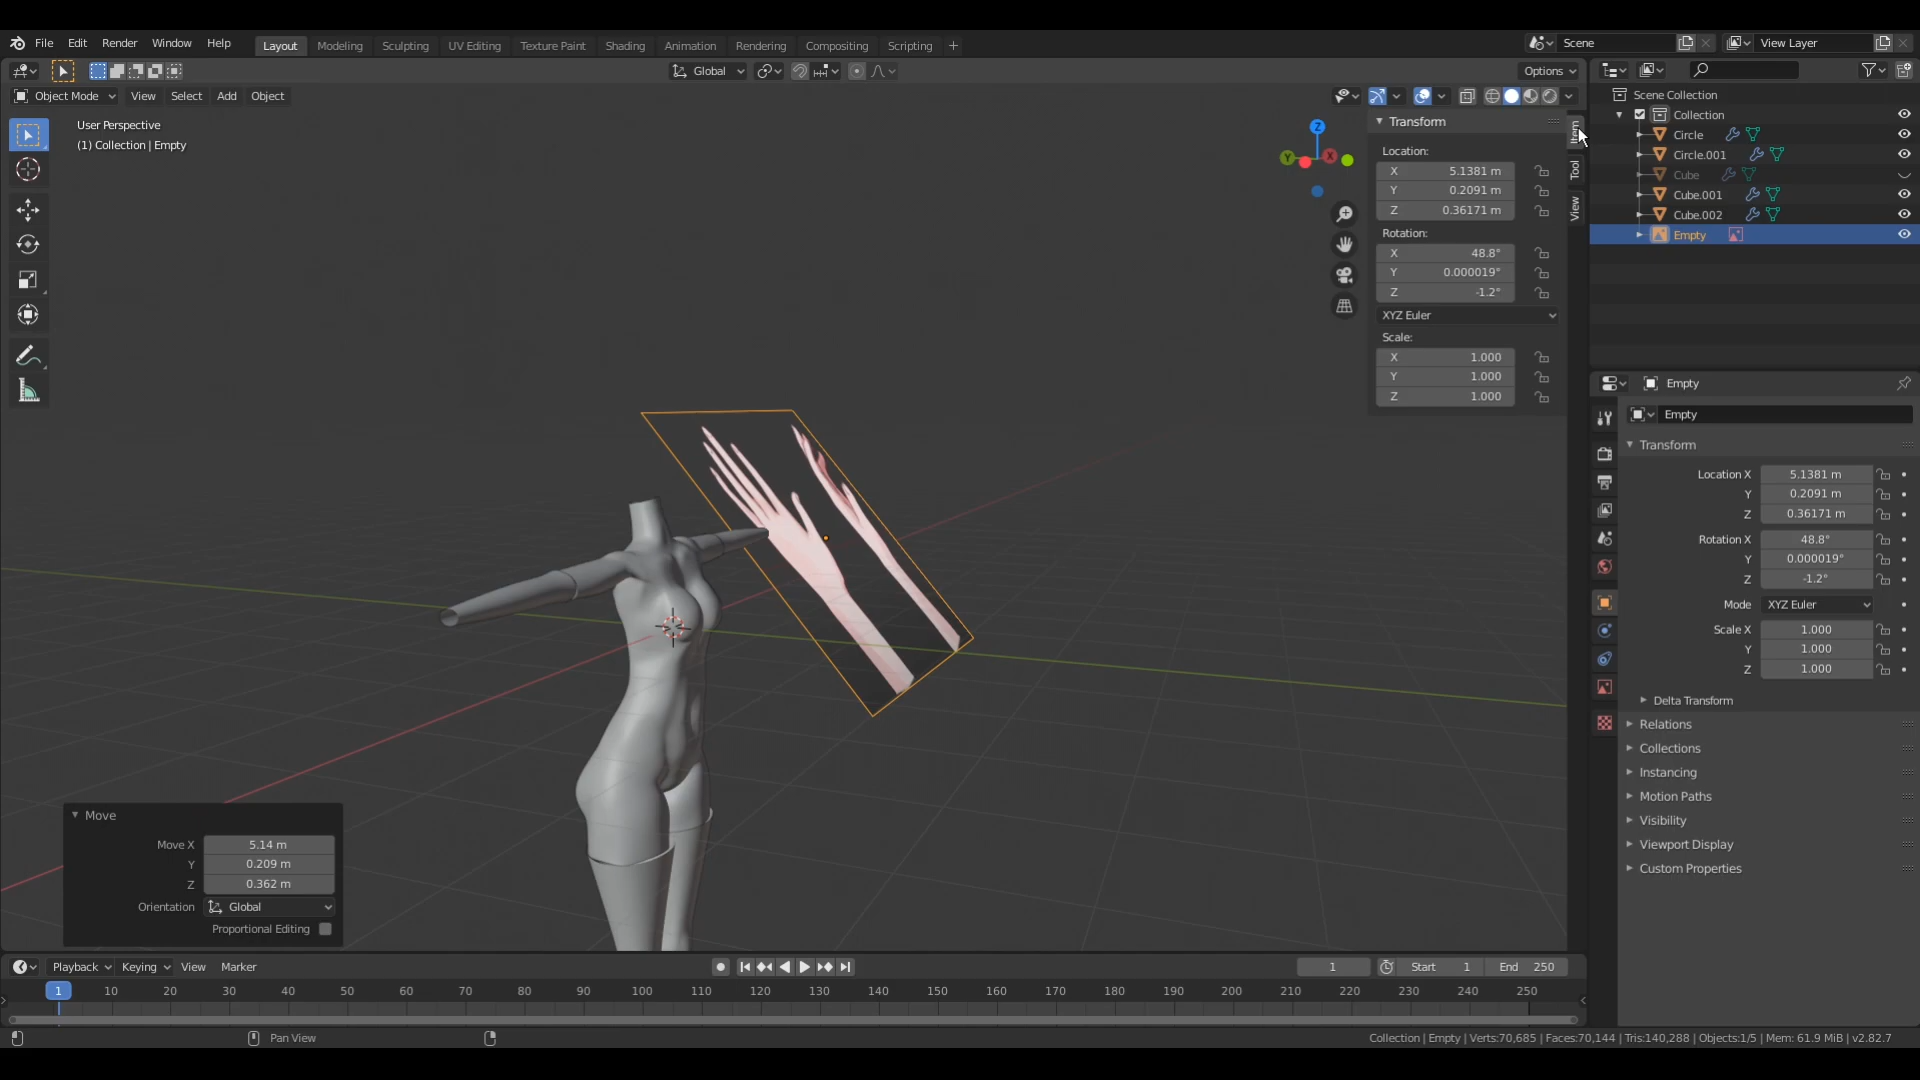 File Edit Render Window Help Layout Modeling Sculpting UV Editing Texture Paint Shading Animation Rendering Compositing Scripting + Scene View Layer
Global Options
Object Mode View Select Add Object
User Perspective
(1) Collection | Empty
Z
Y
X
Transform
Location:
X 5.1381 m
Y 0.2091 m
Z 0.36171 m
Rotation:
X 48.8°
Y 0.000019°
Z -1.2°
XYZ Euler
Scale:
X 1.000
Y 1.000
Z 1.000
Item
Tool
View
Scene Collection
Collection
Circle
Circle.001
Cube
Cube.001
Cube.002
Empty
Empty
Empty
Transform
Location X 5.1381 m
Y 0.2091 m
Z 0.36171 m
Rotation X 48.8°
Y 0.000019°
Z -1.2°
Mode XYZ Euler
Scale X 1.000
Y 1.000
Z 1.000
Delta Transform
Relations
Collections
Instancing
Motion Paths
Visibility
Viewport Display
Custom Properties
Move
Move X 5.14 m
Y 0.209 m
Z 0.362 m
Orientation Global
Proportional Editing
Playback Keying View Marker 1 Start 1 End 250
1 10 20 30 40 50 60 70 80 90 100 110 120 130 140 150 160 170 180 190 200 210 220 230 240 250
Pan View Collection | Empty | Verts:70,685 | Faces:70,144 | Tris:140,288 | Objects:1/5 | Mem: 61.9 MiB | v2.82.7